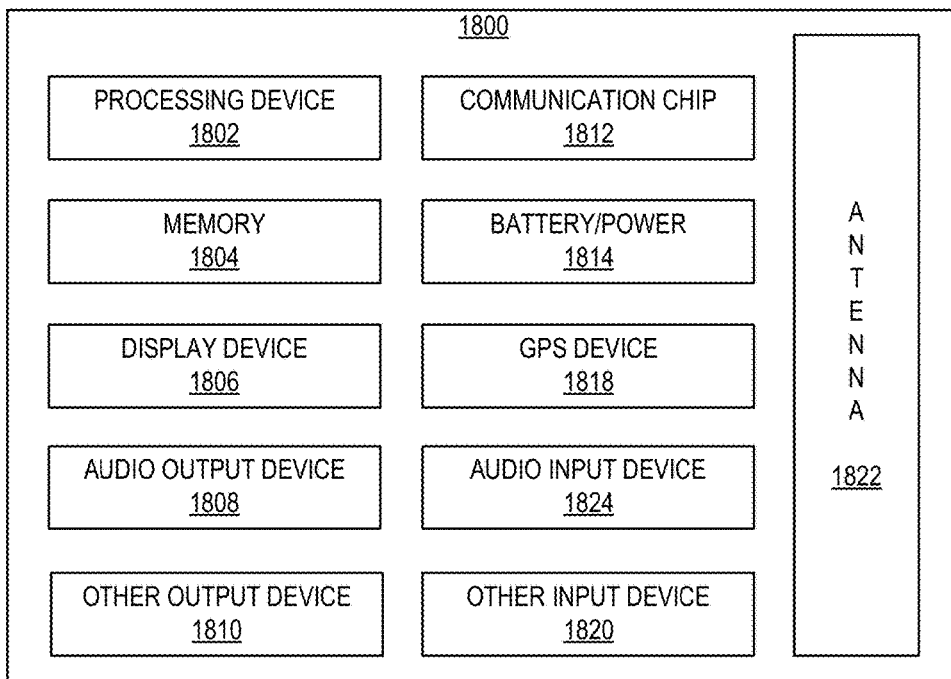 1800
PROCESSING DEVICE
1802
COMMUNICATION CHIP
1812
MEMORY
1804
BATTERY/POWER
1814
DISPLAY DEVICE
1806
GPS DEVICE
1818
AUDIO OUTPUT DEVICE
1808
AUDIO INPUT DEVICE
1824
OTHER OUTPUT DEVICE
1810
OTHER INPUT DEVICE
1820
ANTENNA
1822